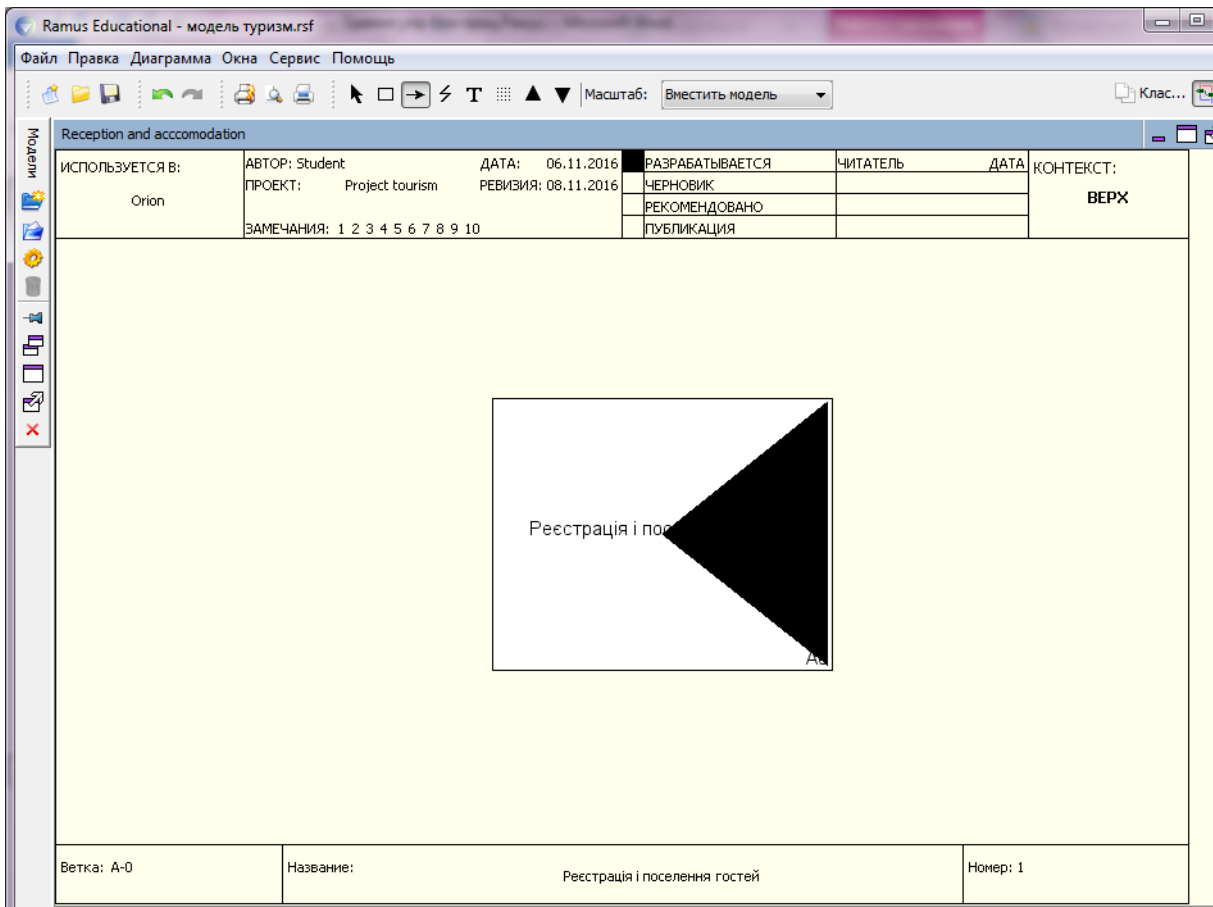 Ramus Educational - модель туризм.rsf
Файл Правка Диаграмма Окна Сервис Помощь
T Масштаб: Вместить модель Клас...
Модели
Reception and acccomodation
ИСПОЛЬЗУЕТСЯ В:
Orion
АВТОР: Student ДАТА: 06.11.2016
ПРОЕКТ: Project tourism РЕВИЗИЯ: 08.11.2016
ЗАМЕЧАНИЯ: 1 2 3 4 5 6 7 8 9 10
РАЗРАБАТЫВАЕТСЯ
ЧЕРНОВИК
РЕКОМЕНДОВАНО
ПУБЛИКАЦИЯ
ЧИТАТЕЛЬ ДАТА
КОНТЕКСТ:
ВЕРХ
Реєстрація і
Ветка: A-0
Название:
Реєстрація і поселення гостей
Номер: 1